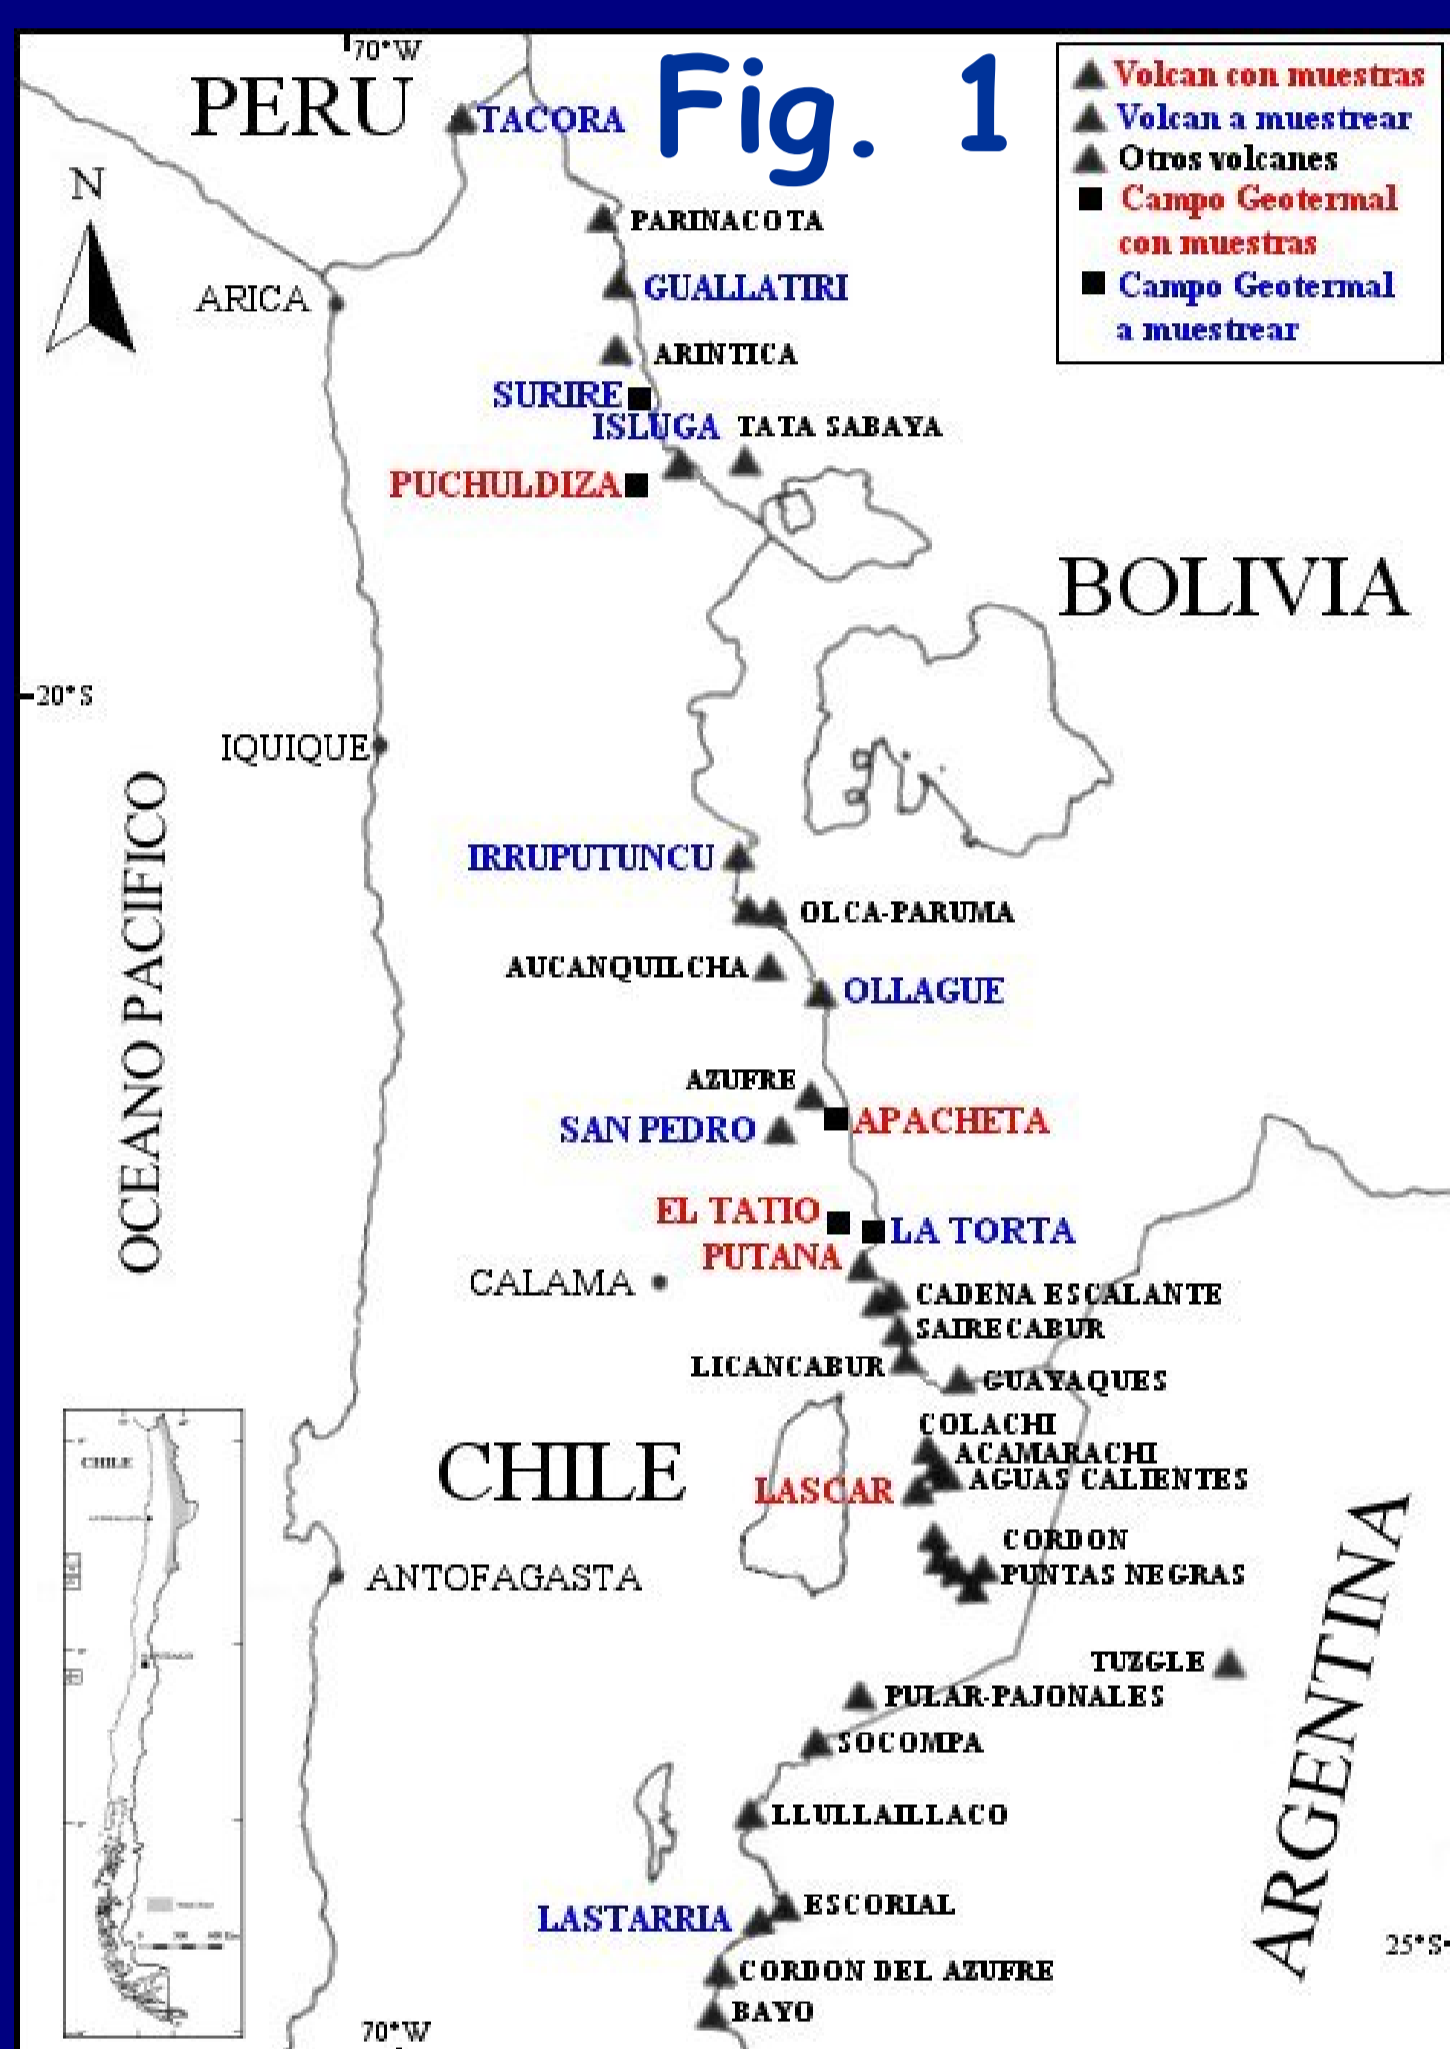 70°W
Fig. 1
PERU
TACORA
Volcan con muestras
Volcan a muestrear
Otros volcanes
Campo Geotermal
con muestras
Campo Geotermal
a muestrear
N
PARINACOTA
ARICA
GUALLATIRI
ARINTICA
SURIRE
ISLUGA
TATA SABAYA
PUCHULDIZA
BOLIVIA
20°S
IQUIQUE
OCEANO PACIFICO
IRRUPUTUNCU
OLCA-PARUMA
AUCANQUILCHA
OLLAGUE
AZUFRE
SAN PEDRO
APACHETA
EL TATIO
LA TORTA
PUTANA
CALAMA
CADENA ESCALANTE
SAIRECABUR
LICANCABUR
GUAYAQUES
COLACHI
ACAMARACHI
AGUAS CALIENTES
CHILE
LASCAR
CORDON
PUNTAS NEGRAS
ANTOFAGASTA
CHILE
ARGENTINA
TUZGLE
PULAR-PAJONALES
SOCOMPA
LLULLAILLACO
ESCORIAL
LASTARRIA
25°S
CORDON DEL AZUFRE
BAYO
70°W